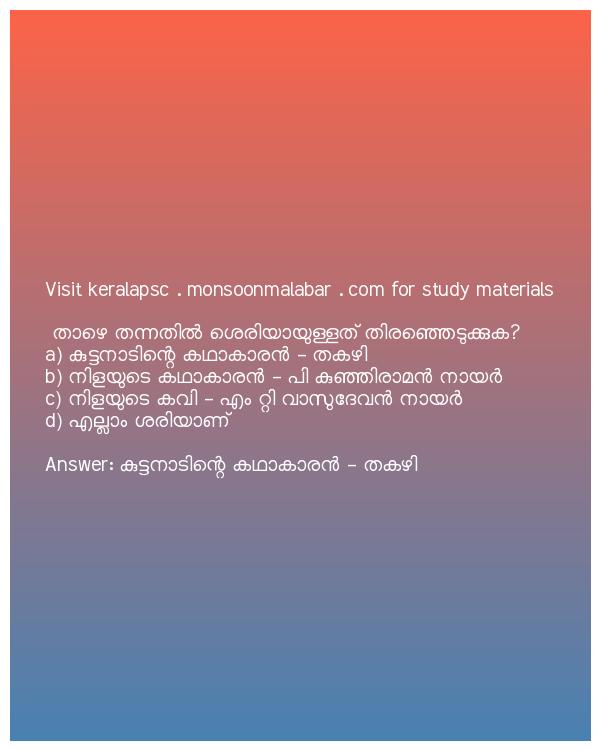 Visit keralapsc . monsoonmalabar . com for study materials
താഴെ തന്നതിൽ ശെരിയായുള്ളത് തിരഞ്ഞെടുക്കുക?
a) കുട്ടനാടിന്റെ കഥാകാരൻ – തകഴി
b) നിളയുടെ കഥാകാരൻ – പി കുഞ്ഞിരാമൻ നായർ
c) നിളയുടെ കവി – എം റ്റി വാസുദേവൻ നായർ
d) എല്ലാം ശരിയാണ്
Answer: കുട്ടനാടിന്റെ കഥാകാരൻ – തകഴി